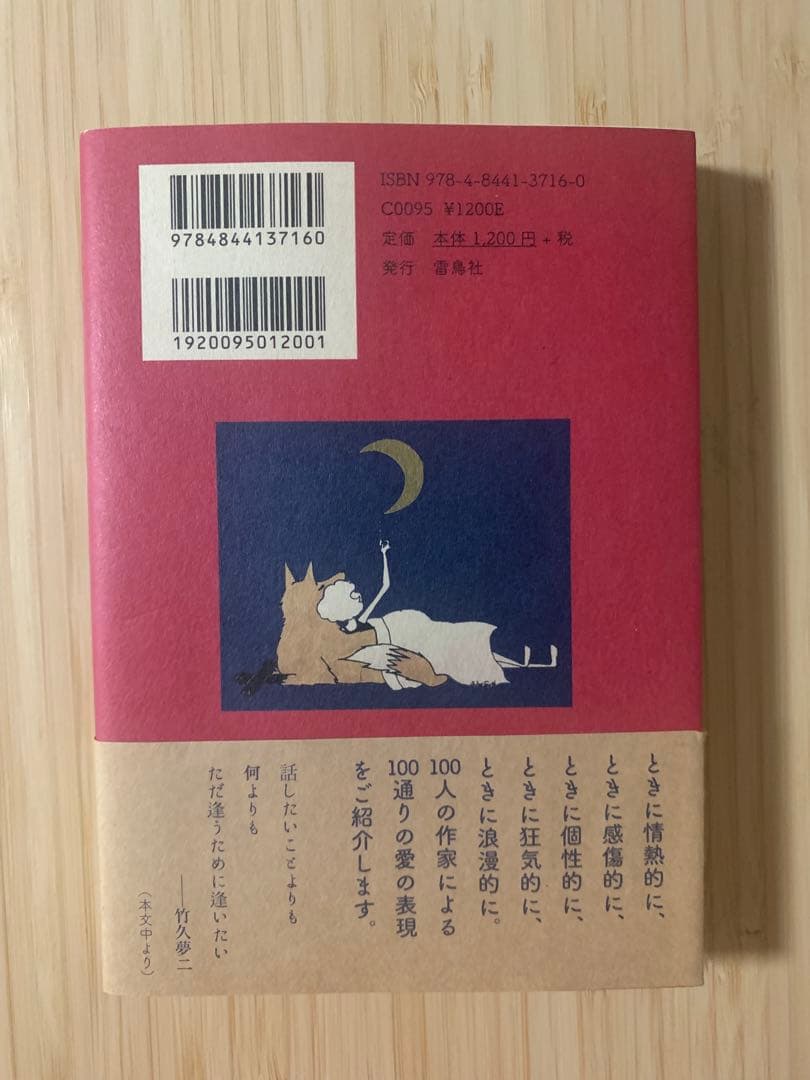 9784844137160
1920095012001
ISBN 978-4-8441-3716-0
C0095 ¥1200E
定価 本体 1,200円 + 税
発行 雷鳥社
ときに情熱的に、
ときに感傷的に、
ときに個性的に、
ときに狂気的に、
ときに浪漫的に。
100人の作家による
100通りの愛の表現
をご紹介します。
話したいことよりも
何よりも
ただ逢うために逢いたい
──竹久夢二
（本文中より）